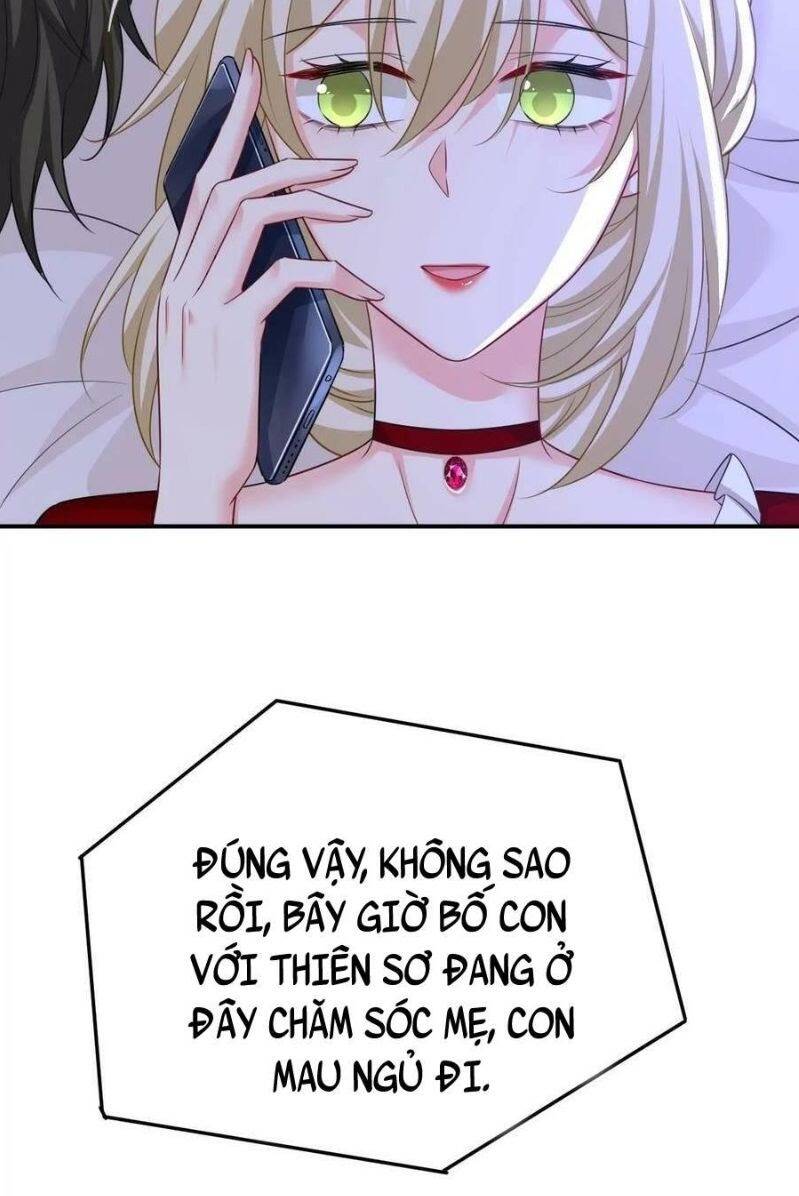 ĐÚNG VẬY, KHÔNG SAO
RỒI, BÂY GIỜ BỐ CON
VỚI THIÊN SƠ ĐANG Ở
ĐÂY CHĂM SÓC MẸ, CON
MAU NGỦ ĐI.